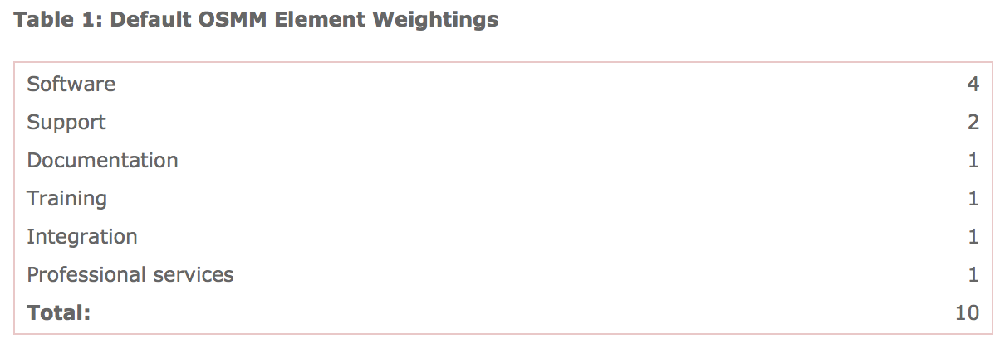 Table 1: Default OSMM Element Weightings
Software 4
Support 2
Documentation 1
Training 1
Integration 1
Professional services 1
Total: 10